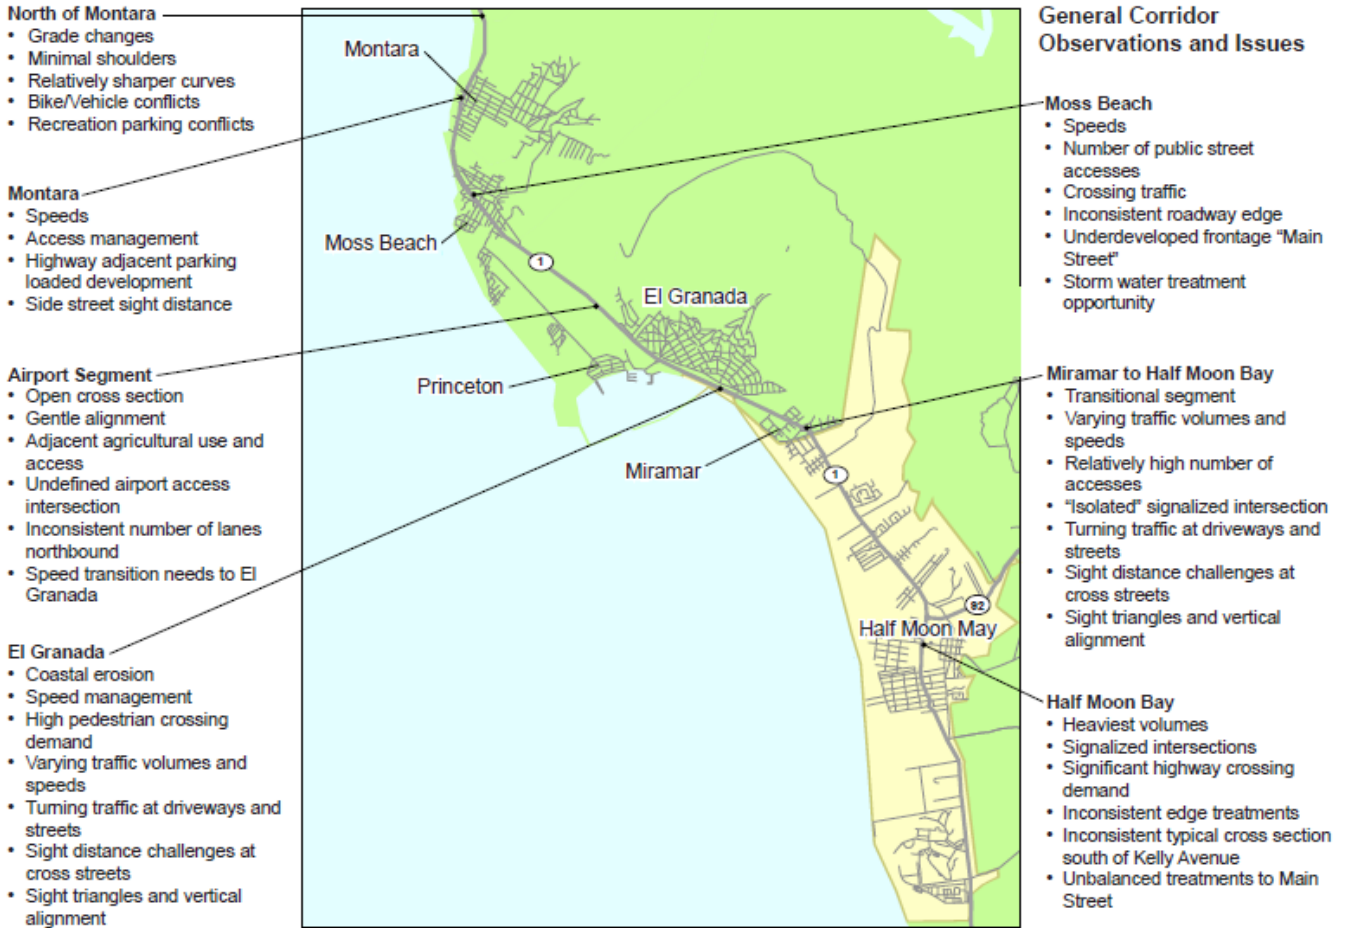 North of Montara
• Grade changes
• Minimal shoulders
• Relatively sharper curves
• Bike/Vehicle conflicts
• Recreation parking conflicts
Montara
• Speeds
• Access management
• Highway adjacent parking
loaded development
• Side street sight distance
Airport Segment
• Open cross section
• Gentle alignment
• Adjacent agricultural use and
access
• Undefined airport access
intersection
• Inconsistent number of lanes
northbound
• Speed transition needs to El
Granada
El Granada
• Coastal erosion
• Speed management
• High pedestrian crossing
demand
• Varying traffic volumes and
speeds
• Turning traffic at driveways and
streets
• Sight distance challenges at
cross streets
• Sight triangles and vertical
alignment
Montara
Moss Beach
1
El Granada
Princeton
Miramar
1
92
Half Moon May
General Corridor
Observations and Issues
Moss Beach
• Speeds
• Number of public street
accesses
• Crossing traffic
• Inconsistent roadway edge
• Underdeveloped frontage “Main
Street”
• Storm water treatment
opportunity
Miramar to Half Moon Bay
• Transitional segment
• Varying traffic volumes and
speeds
• Relatively high number of
accesses
• “Isolated” signalized intersection
• Turning traffic at driveways and
streets
• Sight distance challenges at
cross streets
• Sight triangles and vertical
alignment
Half Moon Bay
• Heaviest volumes
• Signalized intersections
• Significant highway crossing
demand
• Inconsistent edge treatments
• Inconsistent typical cross section
south of Kelly Avenue
• Unbalanced treatments to Main
Street